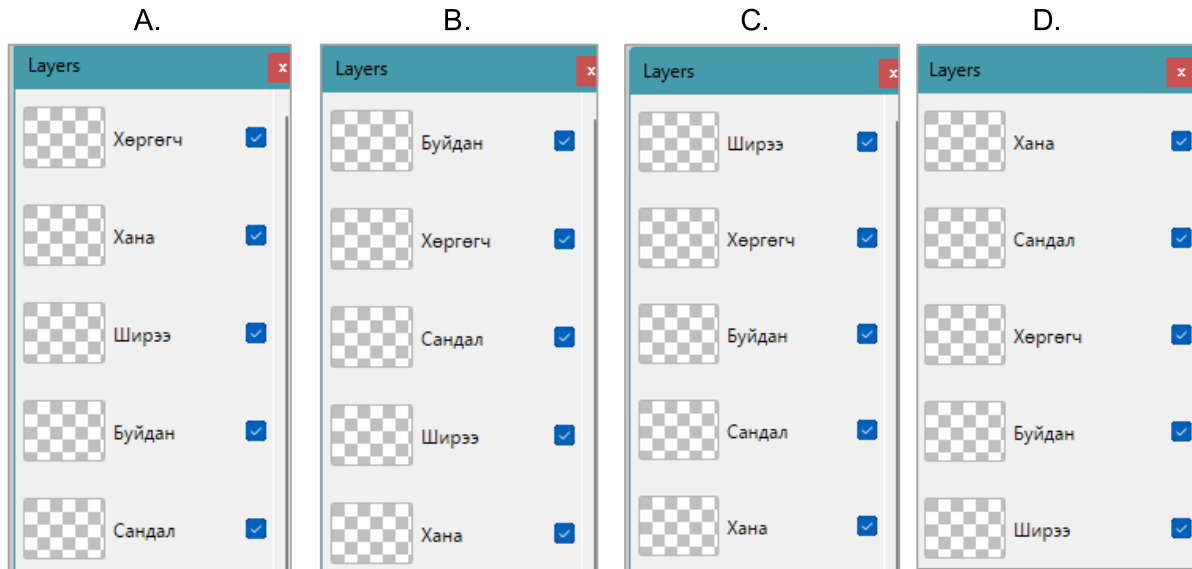 A.
Layers
x
Хөргөгч
Хана
Ширээ
Буйдан
Сандал
B.
Layers
x
Буйдан
Хөргөгч
Сандал
Ширээ
Хана
C.
Layers
x
Ширээ
Хөргөгч
Буйдан
Сандал
Хана
D.
Layers
x
Хана
Сандал
Хөргөгч
Буйдан
Ширээ